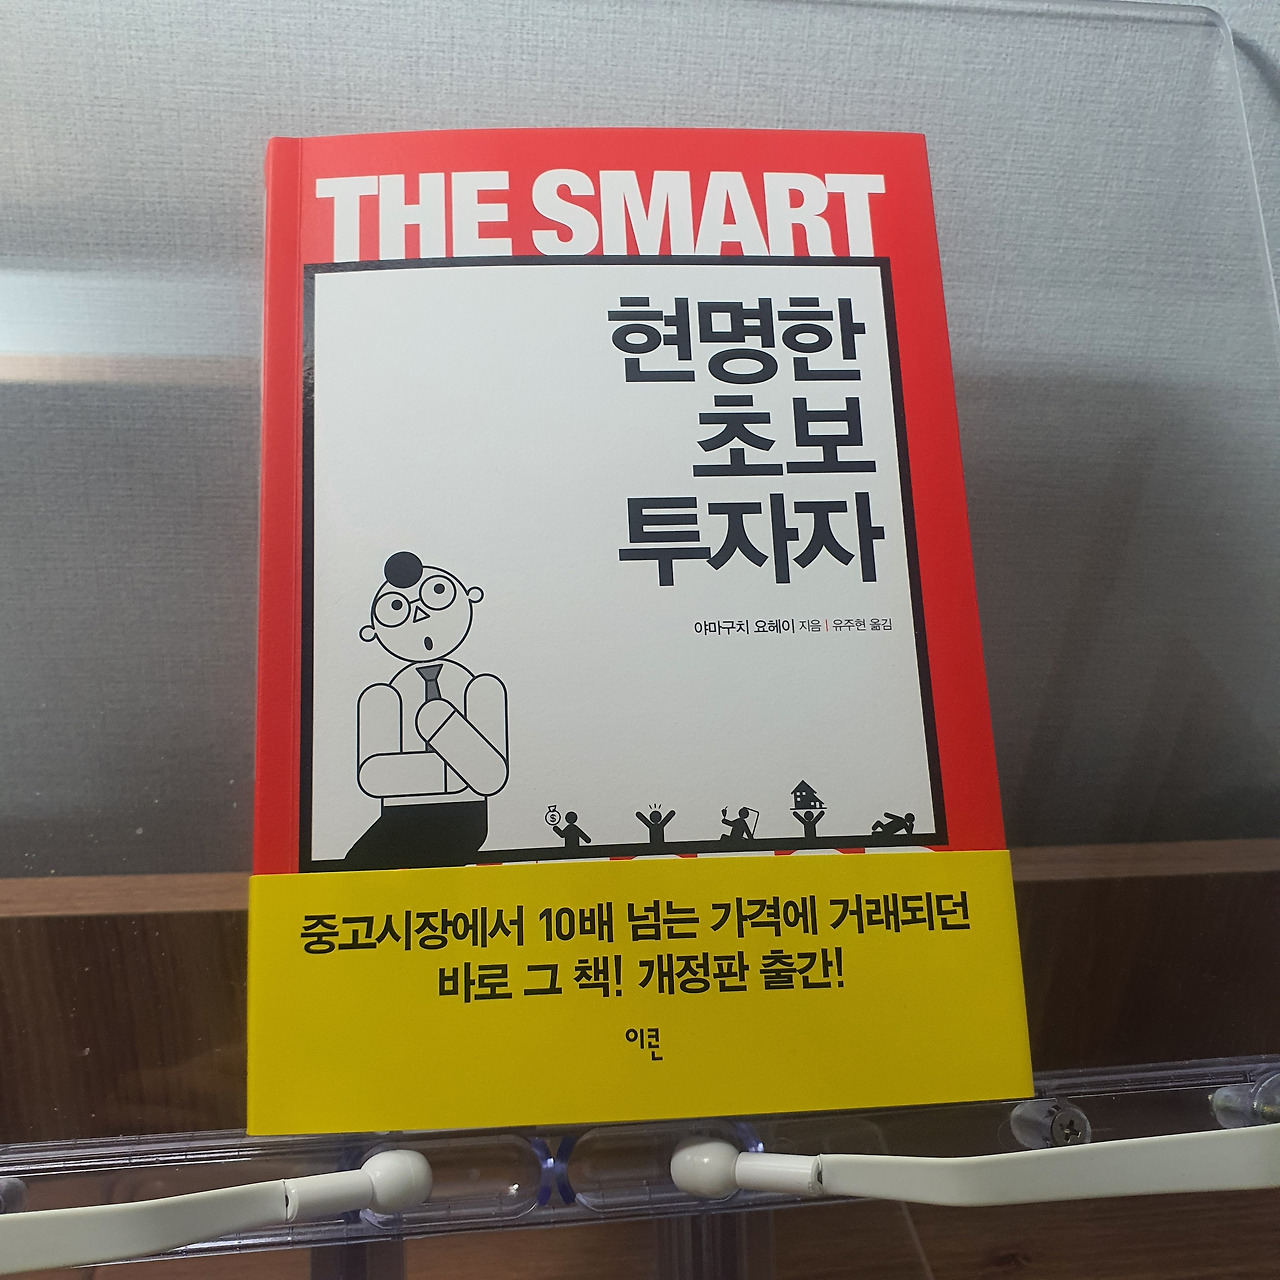 THE SMART
현명한
초보
투자자
야마구치 요헤이 지음 | 유주현 옮김
$
중고시장에서 10배 넘는 가격에 거래되던
바로 그 책! 개정판 출간!
이콘